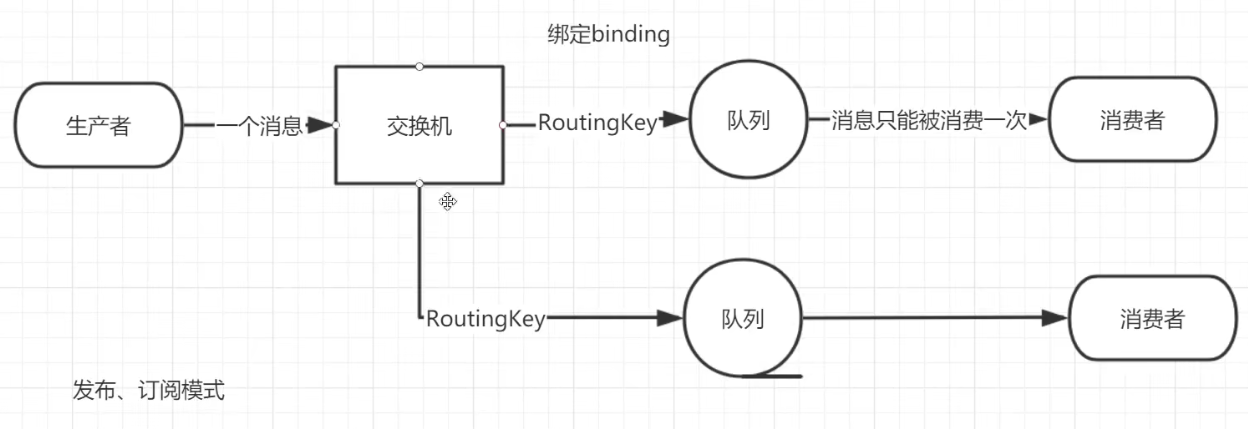 绑定binding
生产者
一个消息
交换机
RoutingKey
队列
消息只能被消费一次
消费者
RoutingKey
队列
消费者
发布、订阅模式